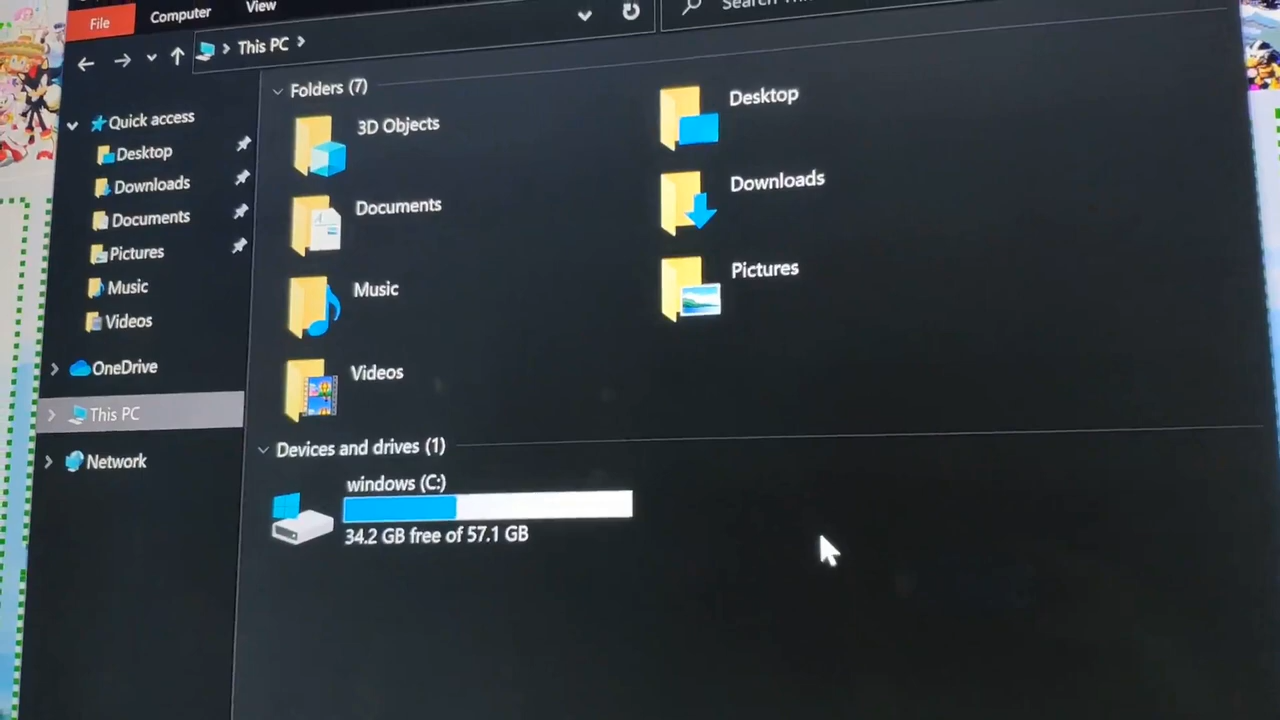 File
Computer
View
This PC
Search
Quick access
Desktop
Downloads
Documents
Pictures
Music
Videos
OneDrive
This PC
Network
Folders (7)
3D Objects
Desktop
Documents
Downloads
Music
Pictures
Videos
Devices and drives (1)
windows (C:)
34.2 GB free of 57.1 GB